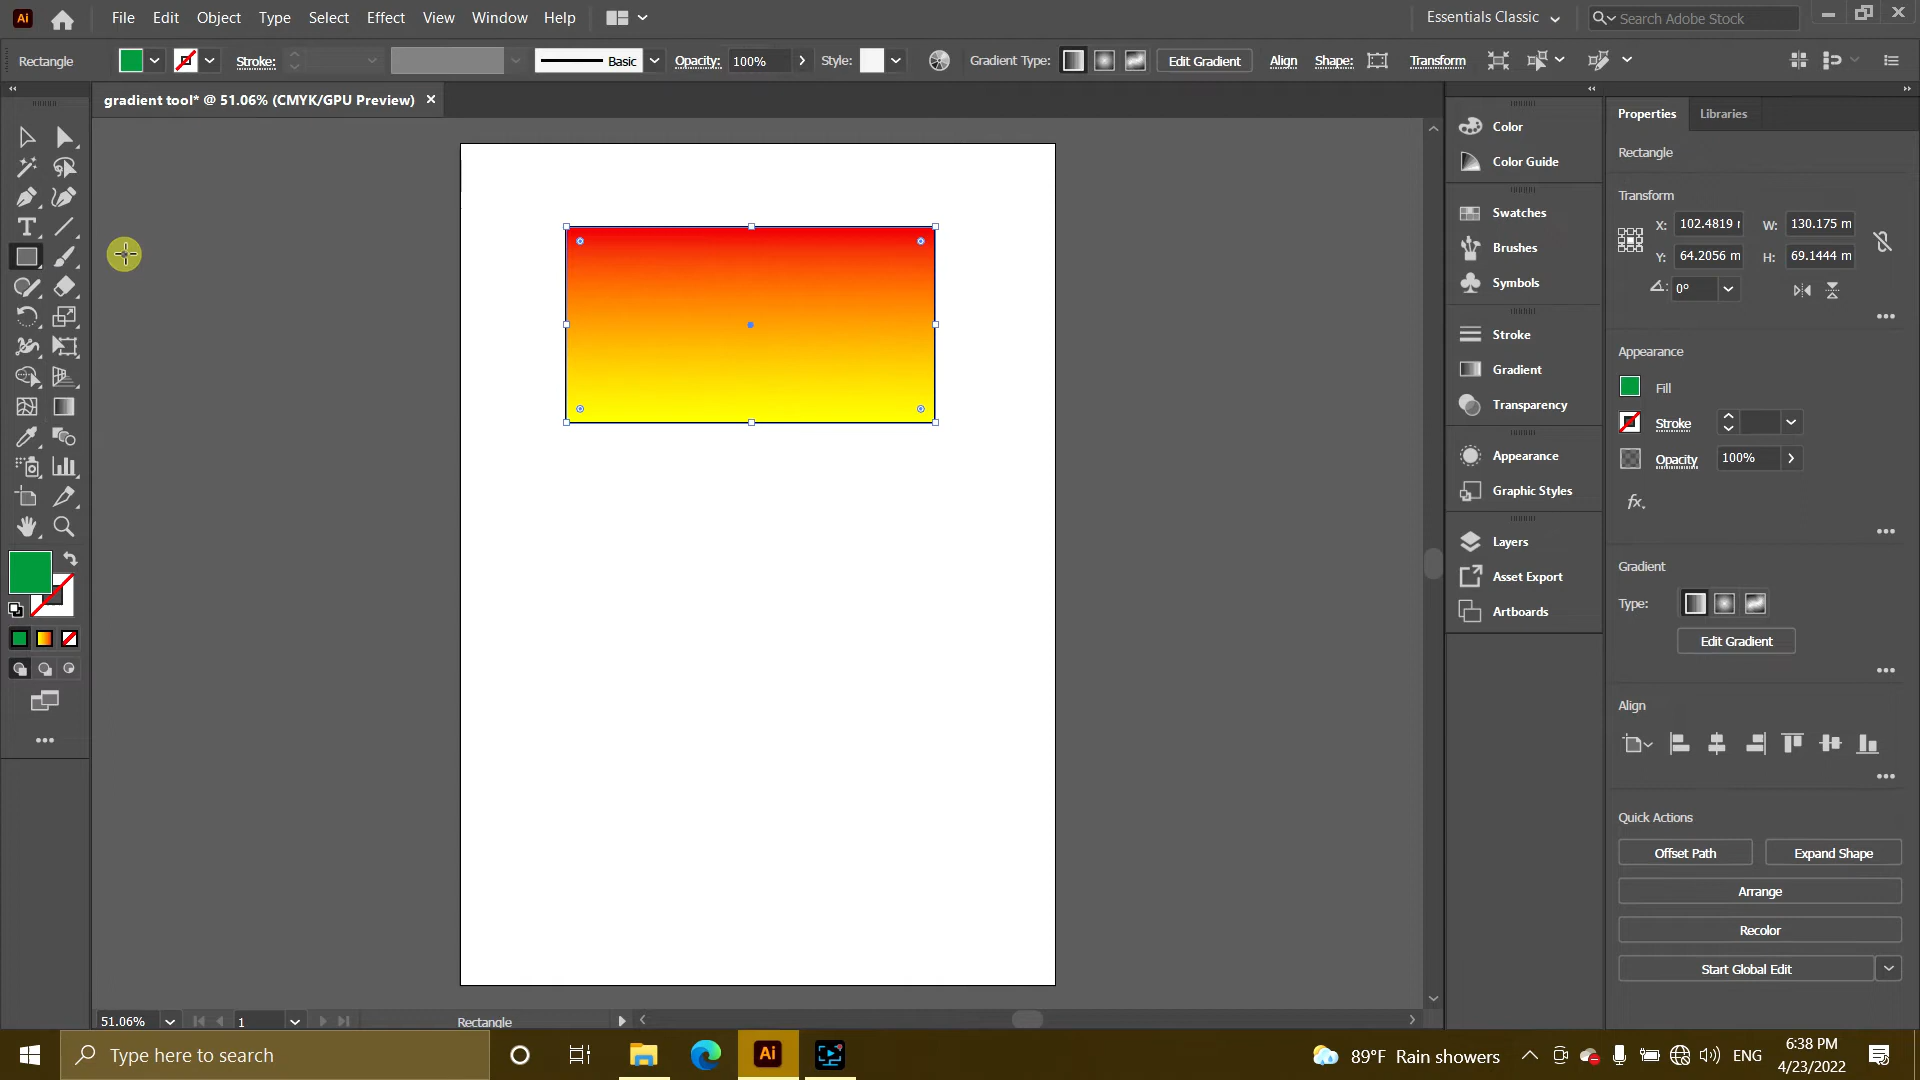 Ai File Edit Object Type Select Effect View Window Help Essentials Classic Search Adobe Stock
Rectangle Stroke: Basic Opacity: 100% Style: Gradient Type: Edit Gradient Align Shape: Transform
gradient tool* @ 51.06% (CMYK/GPU Preview)
Color
Color Guide
Swatches
Brushes
Symbols
Stroke
Gradient
Transparency
Appearance
Graphic Styles
Layers
Asset Export
Artboards
Properties Libraries
Rectangle
Transform
X: 102.4819 W: 130.175 m
Y: 64.2056 m H: 69.1444 m
0°
Appearance
Fill
Stroke
Opacity 100%
fx.
Gradient
Type:
Edit Gradient
Align
Quick Actions
Offset Path Expand Shape
Arrange
Recolor
Start Global Edit
51.06% 1 Rectangle
Type here to search Ai 89°F Rain showers ENG 6:38 PM
4/23/2022